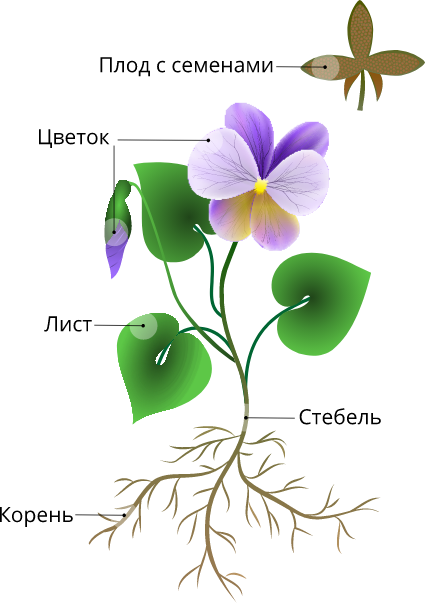 Плод с семенами
Цветок
Лист
Стебель
Корень